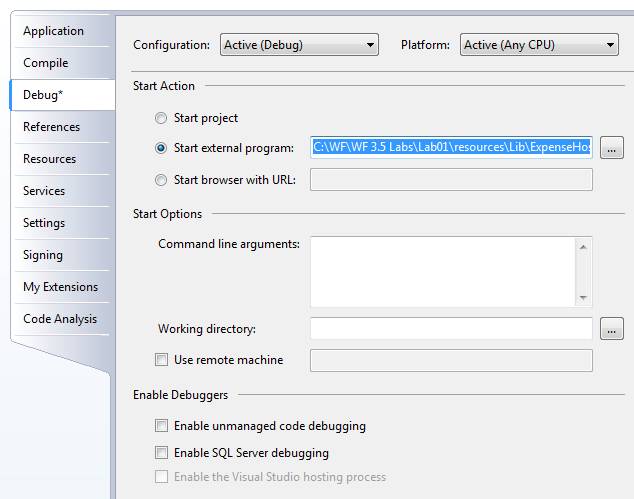 Application
Compile
Debug*
References
Resources
Services
Settings
Signing
My Extensions
Code Analysis
Configuration: Active (Debug) Platform: Active (Any CPU)
Start Action
Start project
Start external program: C:\WF\WF 3.5 Labs\Lab01\resources\Lib\ExpenseHos ...
Start browser with URL:
Start Options
Command line arguments:
Working directory: ...
Use remote machine
Enable Debuggers
Enable unmanaged code debugging
Enable SQL Server debugging
Enable the Visual Studio hosting process